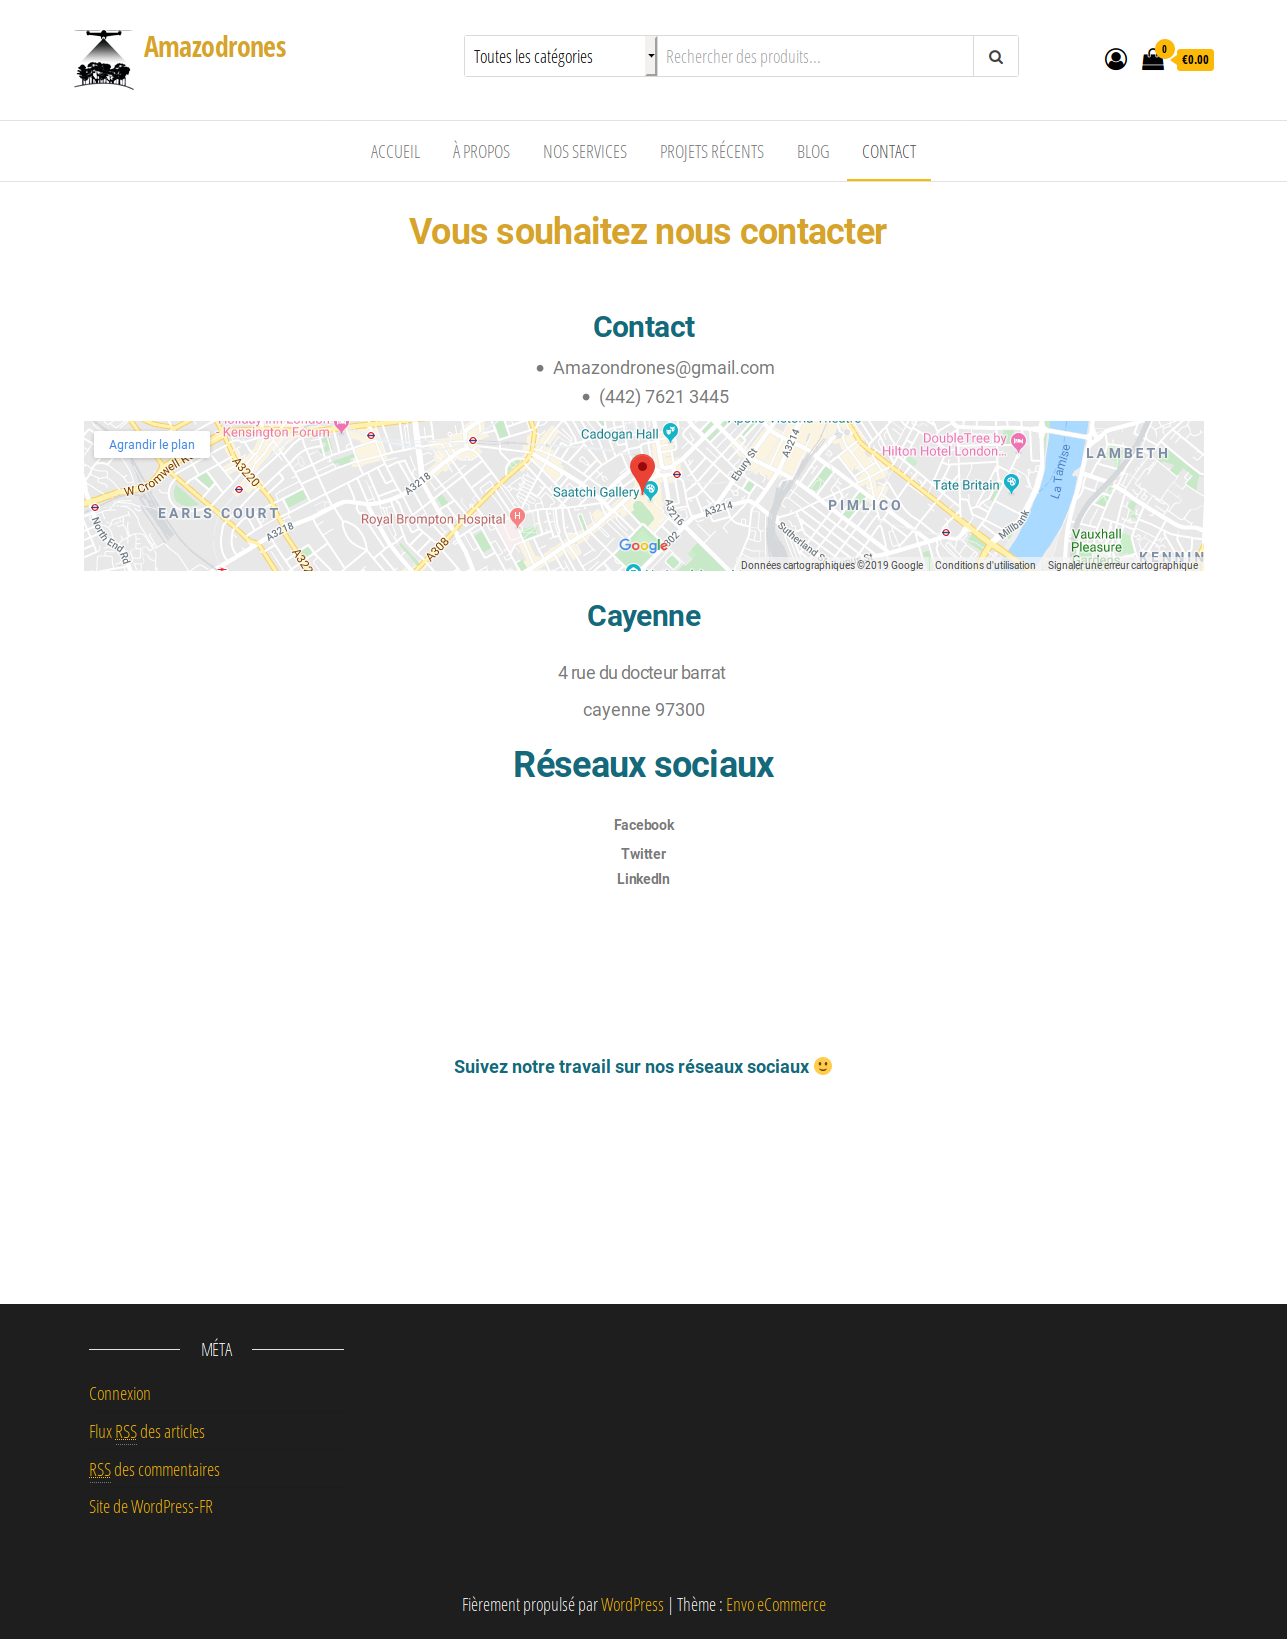 Amazodrones
Toutes les catégories
Rechercher des produits...
0
€0.00
ACCUEIL
À PROPOS
NOS SERVICES
PROJETS RÉCENTS
BLOG
CONTACT
Vous souhaitez nous contacter
Contact
Amazondrones@gmail.com
(442) 7621 3445
Agrandir le plan
- Kensington Forum
W Cromwell Rd
A3220
EARLS COURT
A3218
North End Rd
A3218
Royal Brompton Hospital
H
A308
Cadogan Hall
Saatchi Gallery
A3216
Google
Ebury St
A3214
A3214
PIMLICO
DoubleTree by
Hilton Hotel London...
Tate Britain
La Tamise
LAMBETH
Millbank
Vauxhall
Pleasure
Gardens
KENNIN
Données cartographiques ©2019 Google
Conditions d'utilisation
Signaler une erreur cartographique
Cayenne
4 rue du docteur barrat
cayenne 97300
Réseaux sociaux
Facebook
Twitter
LinkedIn
Suivez notre travail sur nos réseaux sociaux 🙂
MÉTA
Connexion
Flux RSS des articles
RSS des commentaires
Site de WordPress-FR
Fièrement propulsé par WordPress | Thème : Envo eCommerce